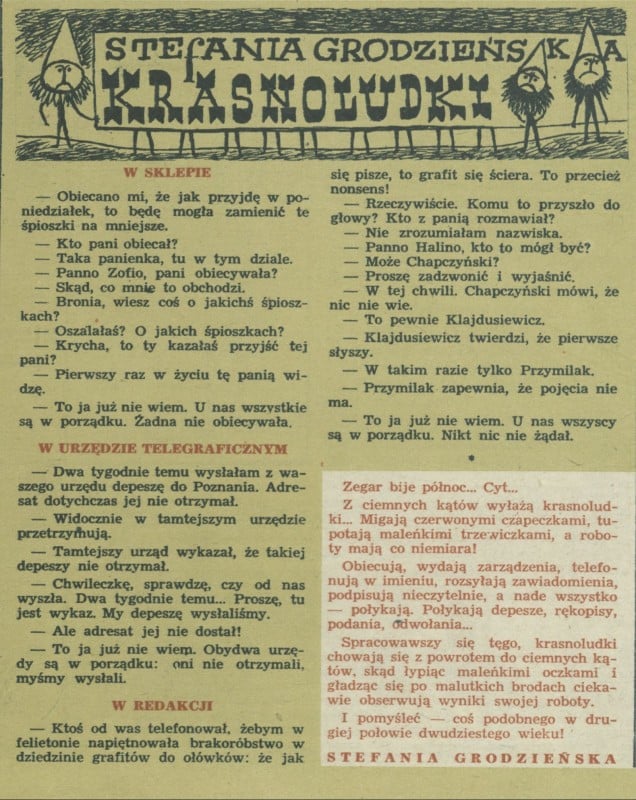 STEFANIA GRODZIEŃSKA
KRASNOLUDKI
W SKLEPIE
— Obiecano mi, że jak przyjdę w po-
niedziałek, to będę mogła zamienić te
śpioszki na mniejsze.
— Kto pani obiecał?
— Taka panienka, tu w tym dziale.
— Panno Zofio, pani obiecywała?
— Skąd, co mnie to obchodzi.
— Bronia, wiesz coś o jakichś śpiosz-
kach?
— Oszalałaś? O jakich śpioszkach?
— Krycha, to ty kazałaś przyjść tej
pani?
— Pierwszy raz w życiu tę panią wi-
dzę.
— To ja już nie wiem. U nas wszystkie
są w porządku. Żadna nie obiecywała.
W URZĘDZIE TELEGRAFICZNYM
— Dwa tygodnie temu wysłałam z wa-
szego urzędu depeszę do Poznania. Adre-
sat dotychczas jej nie otrzymał.
— Widocznie w tamtejszym urzędzie
przetrzymują.
— Tamtejszy urząd wykazał, że takiej
depeszy nie otrzymał.
— Chwileczkę, sprawdzę, czy od nas
wyszła. Dwa tygodnie temu... Proszę, tu
jest wykaz. My depeszę wysłaliśmy.
— Ale adresat jej nie dostał!
— To ja już nie wiem. Obydwa urzę-
dy są w porządku: oni nie otrzymali,
myśmy wysłali.
W REDAKCJI
— Ktoś od was telefonował, żebym w
felietonie napiętnowała brakoróbstwo w
dziedzinie grafitów do ołówków: że jak
się pisze, to grafit się ściera. To przecież
nonsens!
— Rzeczywiście. Komu to przyszło do
głowy? Kto z panią rozmawiał?
— Nie zrozumiałam nazwiska.
— Panno Halino, kto to mógł być?
— Może Chapczyński?
— Proszę zadzwonić i wyjaśnić.
— W tej chwili. Chapczyński mówi, że
nic nie wie.
— To pewnie Klajdusiewicz.
— Klajdusiewicz twierdzi, że pierwsze
słyszy.
— W takim razie tylko Przymilak.
— Przymilak zapewnia, że pojęcia nie
ma.
— To ja już nie wiem. U nas wszyscy
są w porządku. Nikt nic nie żądał.
*
Zegar bije północ... Cyt...
Z ciemnych kątów wyłażą krasnolud-
ki... Migają czerwonymi czapeczkami, tu-
potają maleńkimi trzewiczkami, a robo-
ty mają co niemiara!
Obiecują, wydają zarządzenia, telefo-
nują w imieniu, rozsyłają zawiadomienia,
podpisują nieczytelnie, a nade wszystko
— połykają. Połykają depesze, rękopisy,
podania, odwołania...
Spracowawszy się tęgo, krasnoludki
chowają się z powrotem do ciemnych ką-
tów, skąd łypiąc maleńkimi oczkami i
gładząc się po malutkich brodach cieka-
wie obserwują wyniki swojej roboty.
I pomyśleć — coś podobnego w dru-
giej połowie dwudziestego wieku!
STEFANIA GRODZIEŃSKA